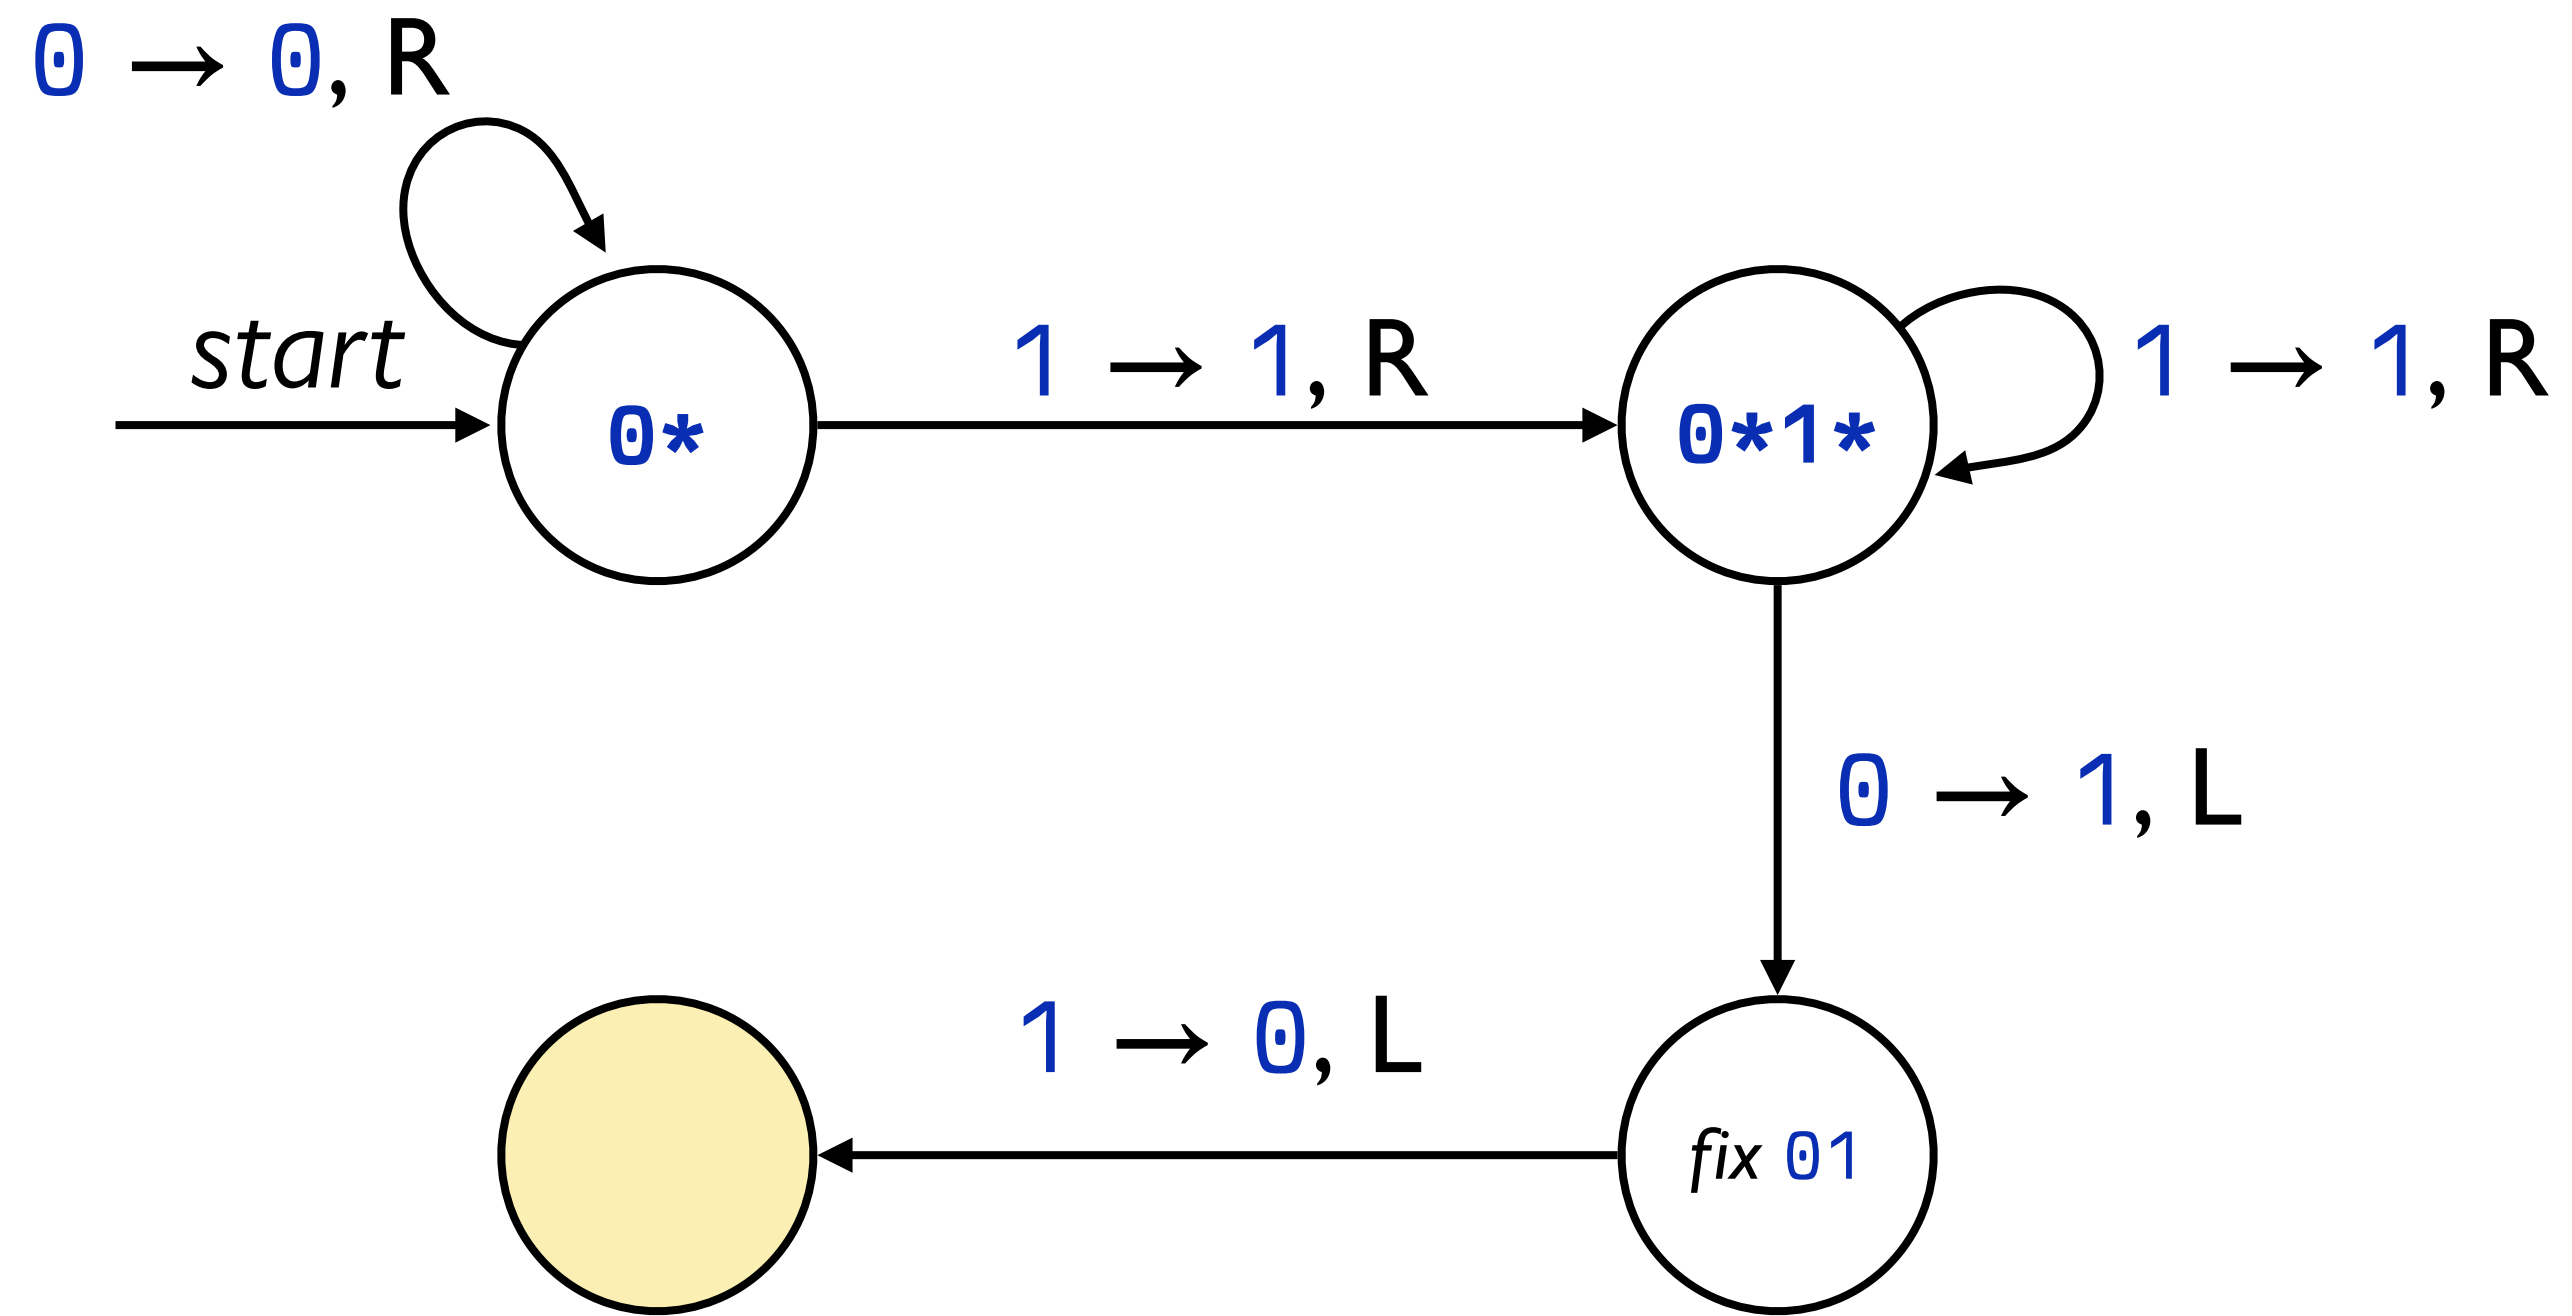 0 → 0, R
start
1 → 1, R
1 → 1, R
0*
0*1*
0 → 1, L
1 → 0, L
fix 01